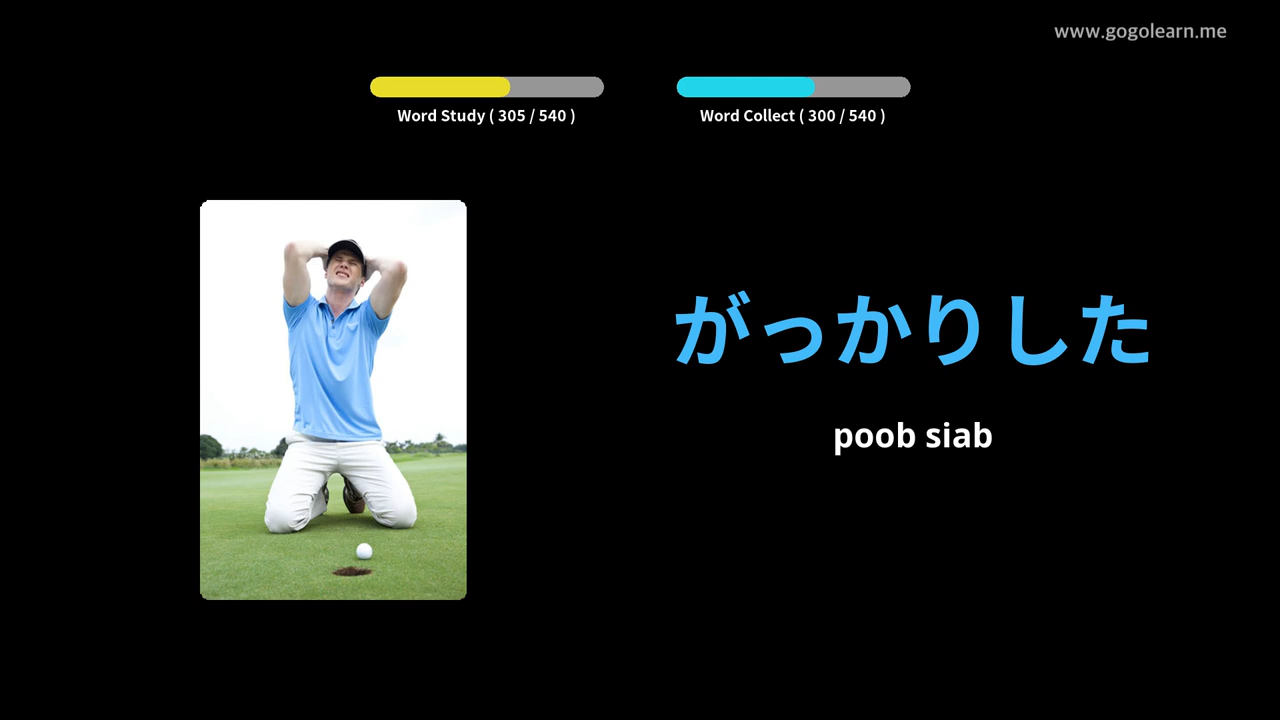 www.gogolearn.me
Word Study ( 305 / 540 )
Word Collect ( 300 / 540 )
がっかりした
poob siab